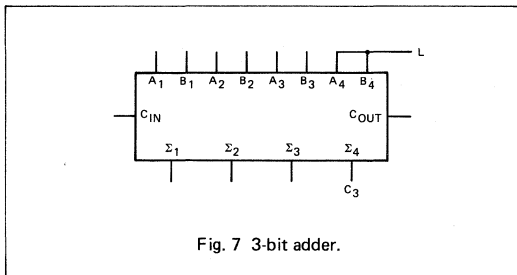 L
A1 B1 A2 B2 A3 B3 A4 B4
CIN COUT
Σ1 Σ2 Σ3 Σ4
C3
Fig. 7 3-bit adder.